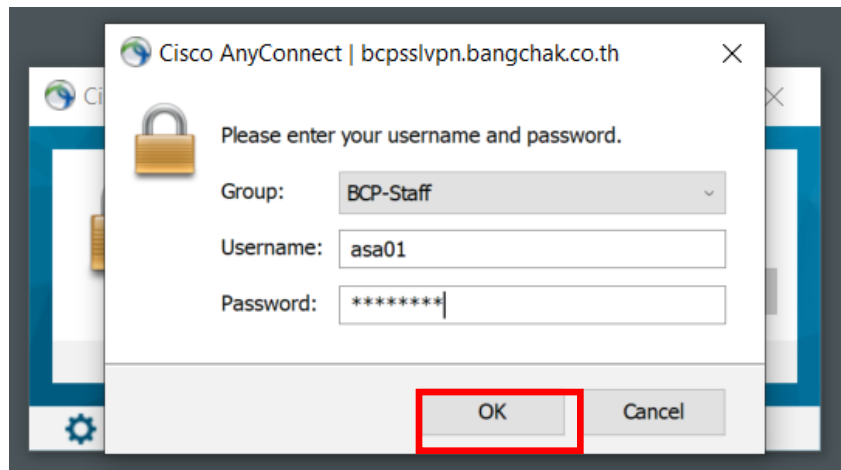 Cisco AnyConnect | bcpsslvpn.bangchak.co.th
Ci
Please enter your username and password.
Group: BCP-Staff
Username: asa01
Password: ********
OK Cancel